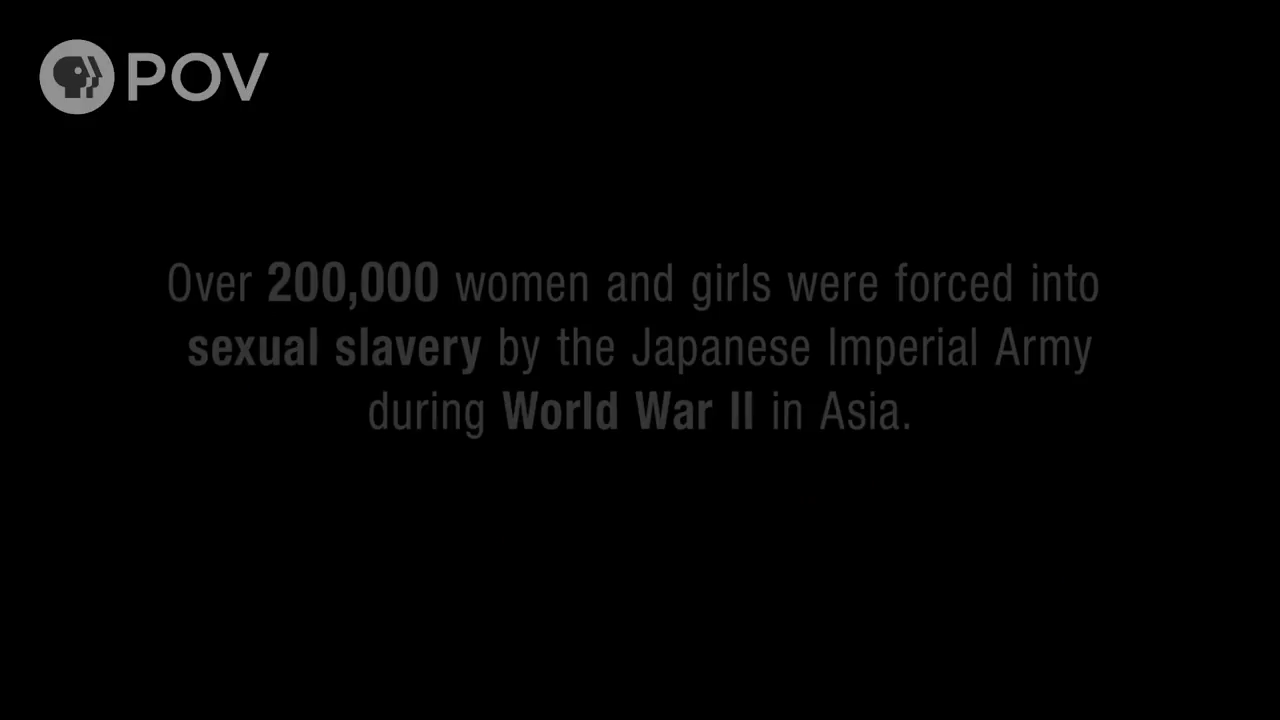 POV
Over 200,000 women and girls were forced into
sexual slavery by the Japanese Imperial Army
during World War II in Asia.